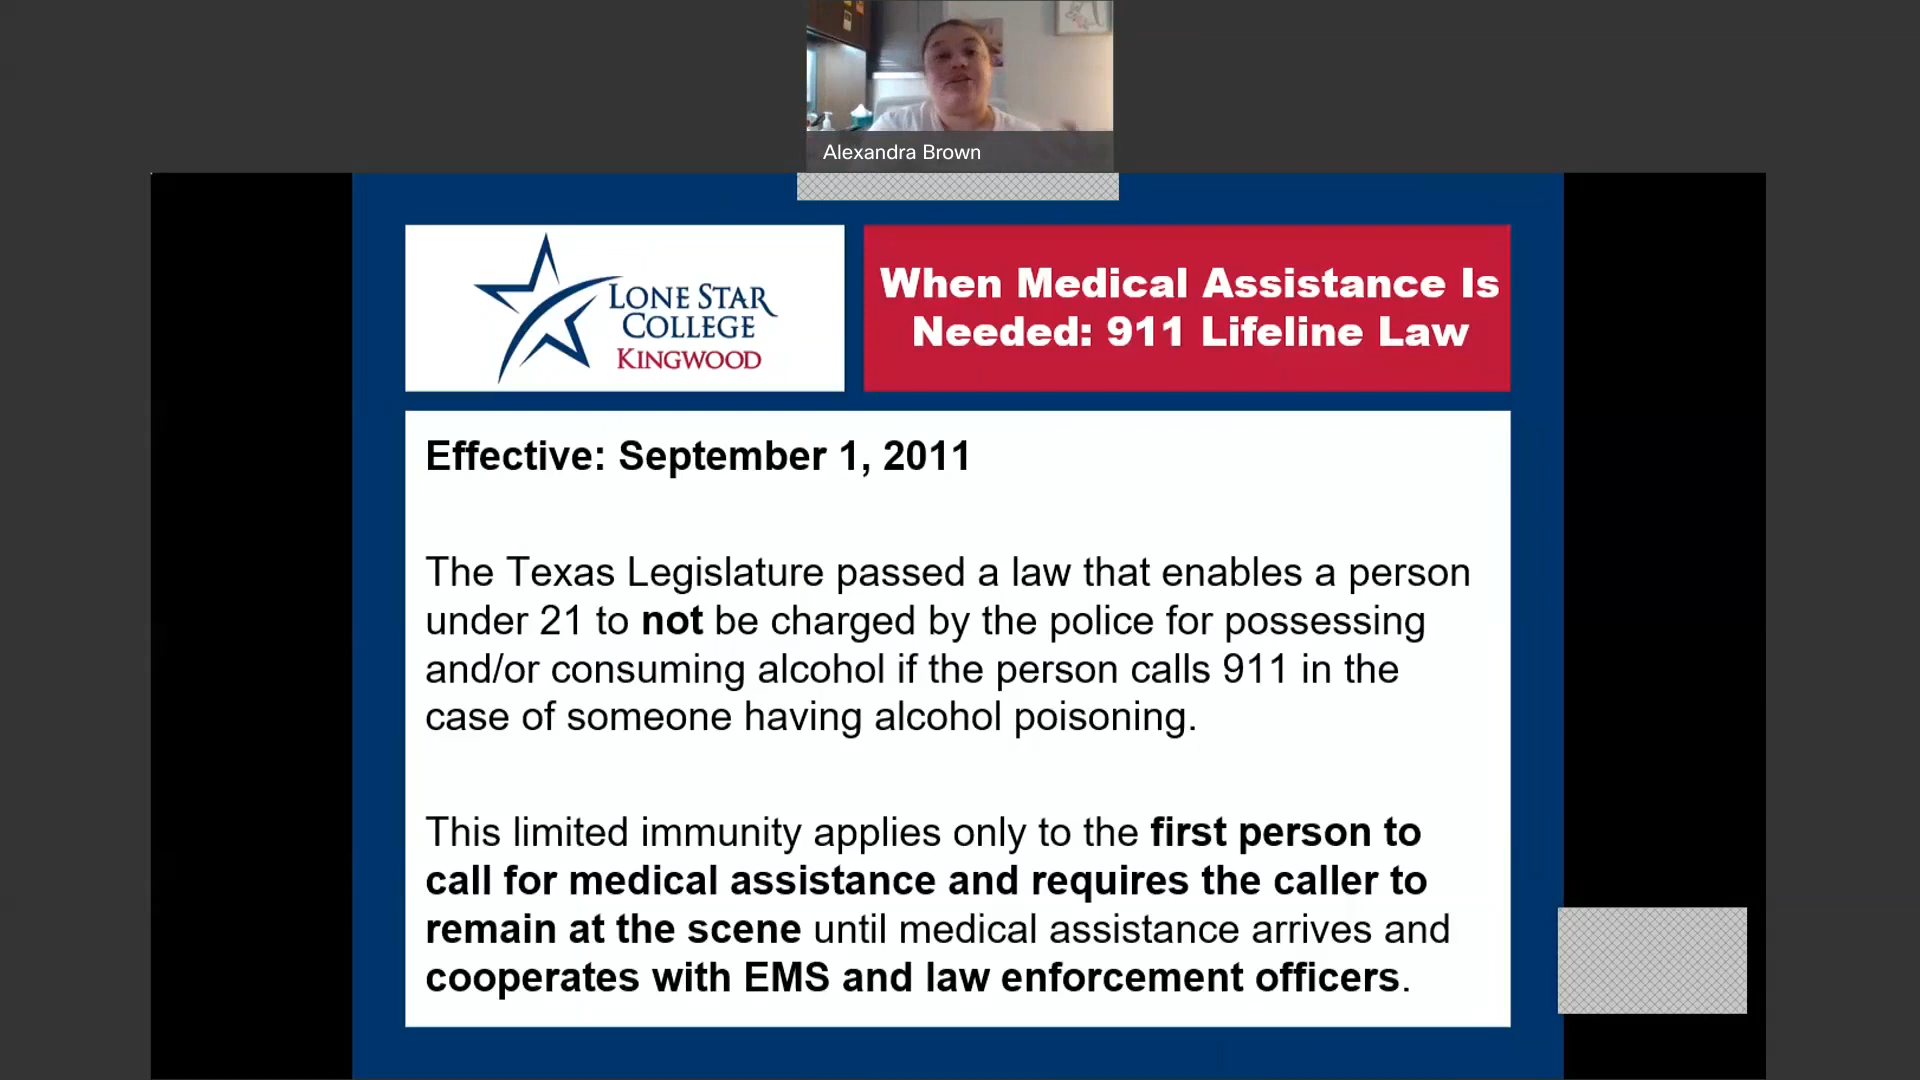 Alexandra Brown
LONE STAR
COLLEGE
KINGWOOD
When Medical Assistance Is
Needed: 911 Lifeline Law
Effective: September 1, 2011
The Texas Legislature passed a law that enables a person
under 21 to not be charged by the police for possessing
and/or consuming alcohol if the person calls 911 in the
case of someone having alcohol poisoning.
This limited immunity applies only to the first person to
call for medical assistance and requires the caller to
remain at the scene until medical assistance arrives and
cooperates with EMS and law enforcement officers.